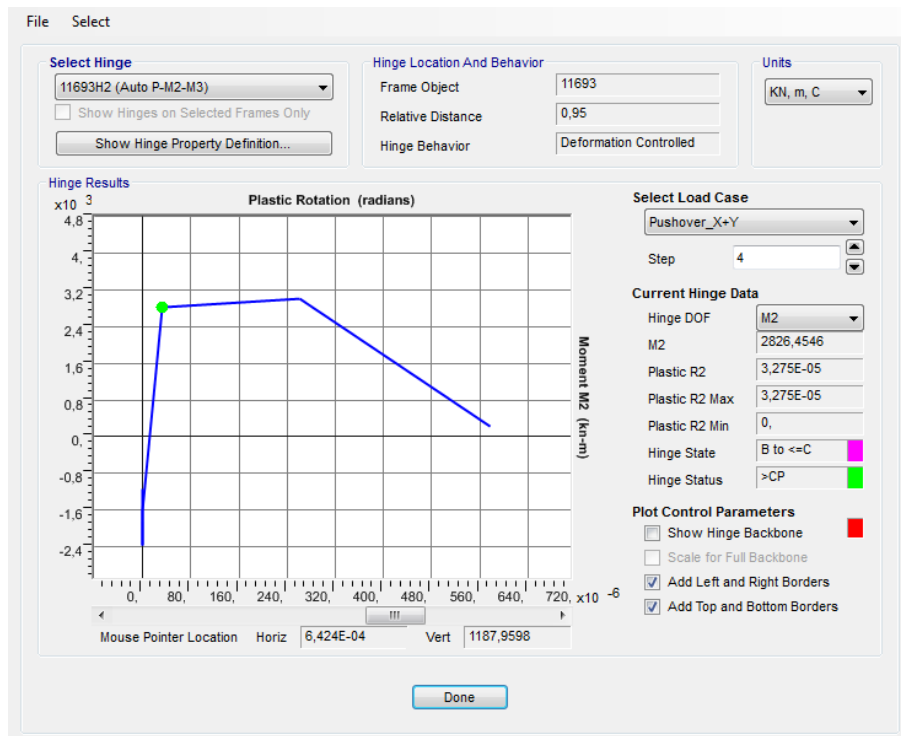 File Select
Select Hinge
11693H2 (Auto P-M2-M3)
Show Hinges on Selected Frames Only
Show Hinge Property Definition...
Hinge Location And Behavior
Frame Object 11693
Relative Distance 0,95
Hinge Behavior Deformation Controlled
Units
KN, m, C
Hinge Results
x10 3
Plastic Rotation (radians)
4,8
4,
3,2
2,4
1,6
0,8
0,
-0,8
-1,6
-2,4
Moment M2 (kn-m)
0, 80, 160, 240, 320, 400, 480, 560, 640, 720, x10 -6
Mouse Pointer Location Horiz 6,424E-04 Vert 1187,9598
Select Load Case
Pushover_X+Y
Step 4
Current Hinge Data
Hinge DOF M2
M2 2826,4546
Plastic R2 3,275E-05
Plastic R2 Max 3,275E-05
Plastic R2 Min 0,
Hinge State B to <=C
Hinge Status >CP
Plot Control Parameters
Show Hinge Backbone
Scale for Full Backbone
Add Left and Right Borders
Add Top and Bottom Borders
Done